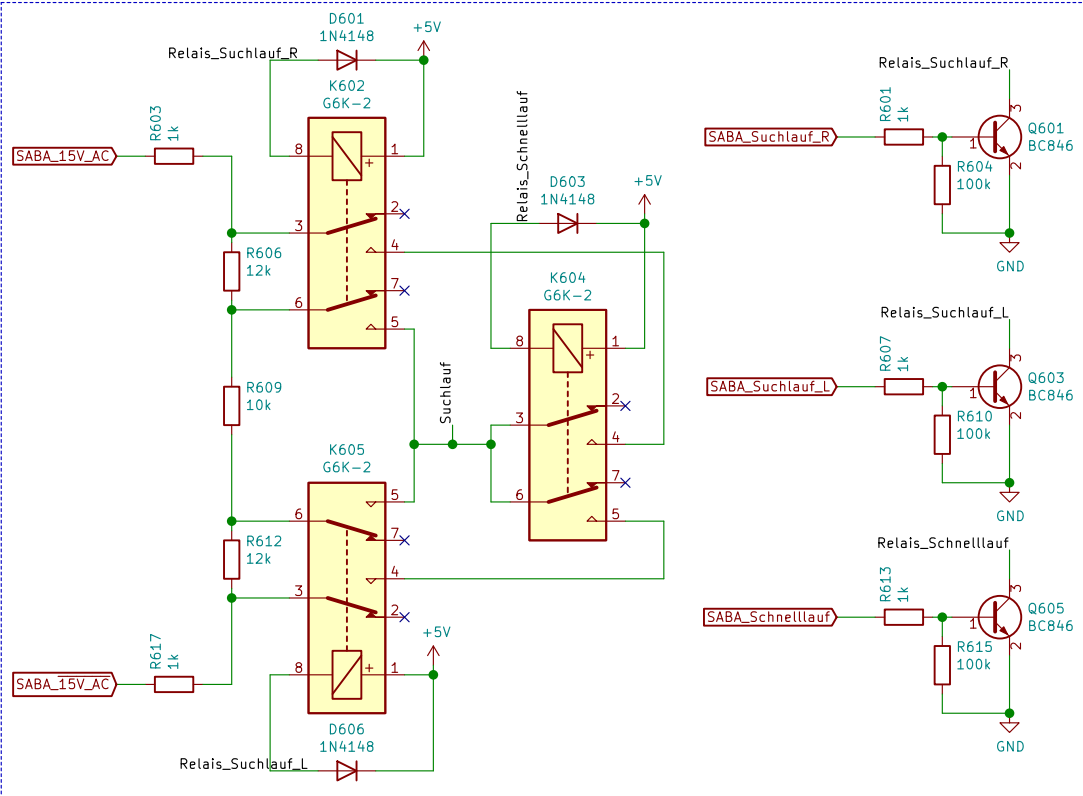 D601
1N4148
+5V
Relais_Suchlauf_R
K602
G6K-2
R603
1k
SABA_15V_AC
8
1
+
2
3
4
7
6
5
R606
12k
R609
10k
Relais_Schnelllauf
D603
1N4148
+5V
K604
G6K-2
8
1
+
2
3
4
7
6
5
Suchlauf
K605
G6K-2
5
6
7
4
3
2
8
1
+
R612
12k
R617
1k
SABA_15V_AC
+5V
D606
1N4148
Relais_Suchlauf_L
Relais_Suchlauf_R
SABA_Suchlauf_R
R601
1k
3
1
2
Q601
BC846
R604
100k
GND
Relais_Suchlauf_L
SABA_Suchlauf_L
R607
1k
3
1
2
Q603
BC846
R610
100k
GND
Relais_Schnelllauf
SABA_Schnelllauf
R613
1k
3
1
2
Q605
BC846
R615
100k
GND